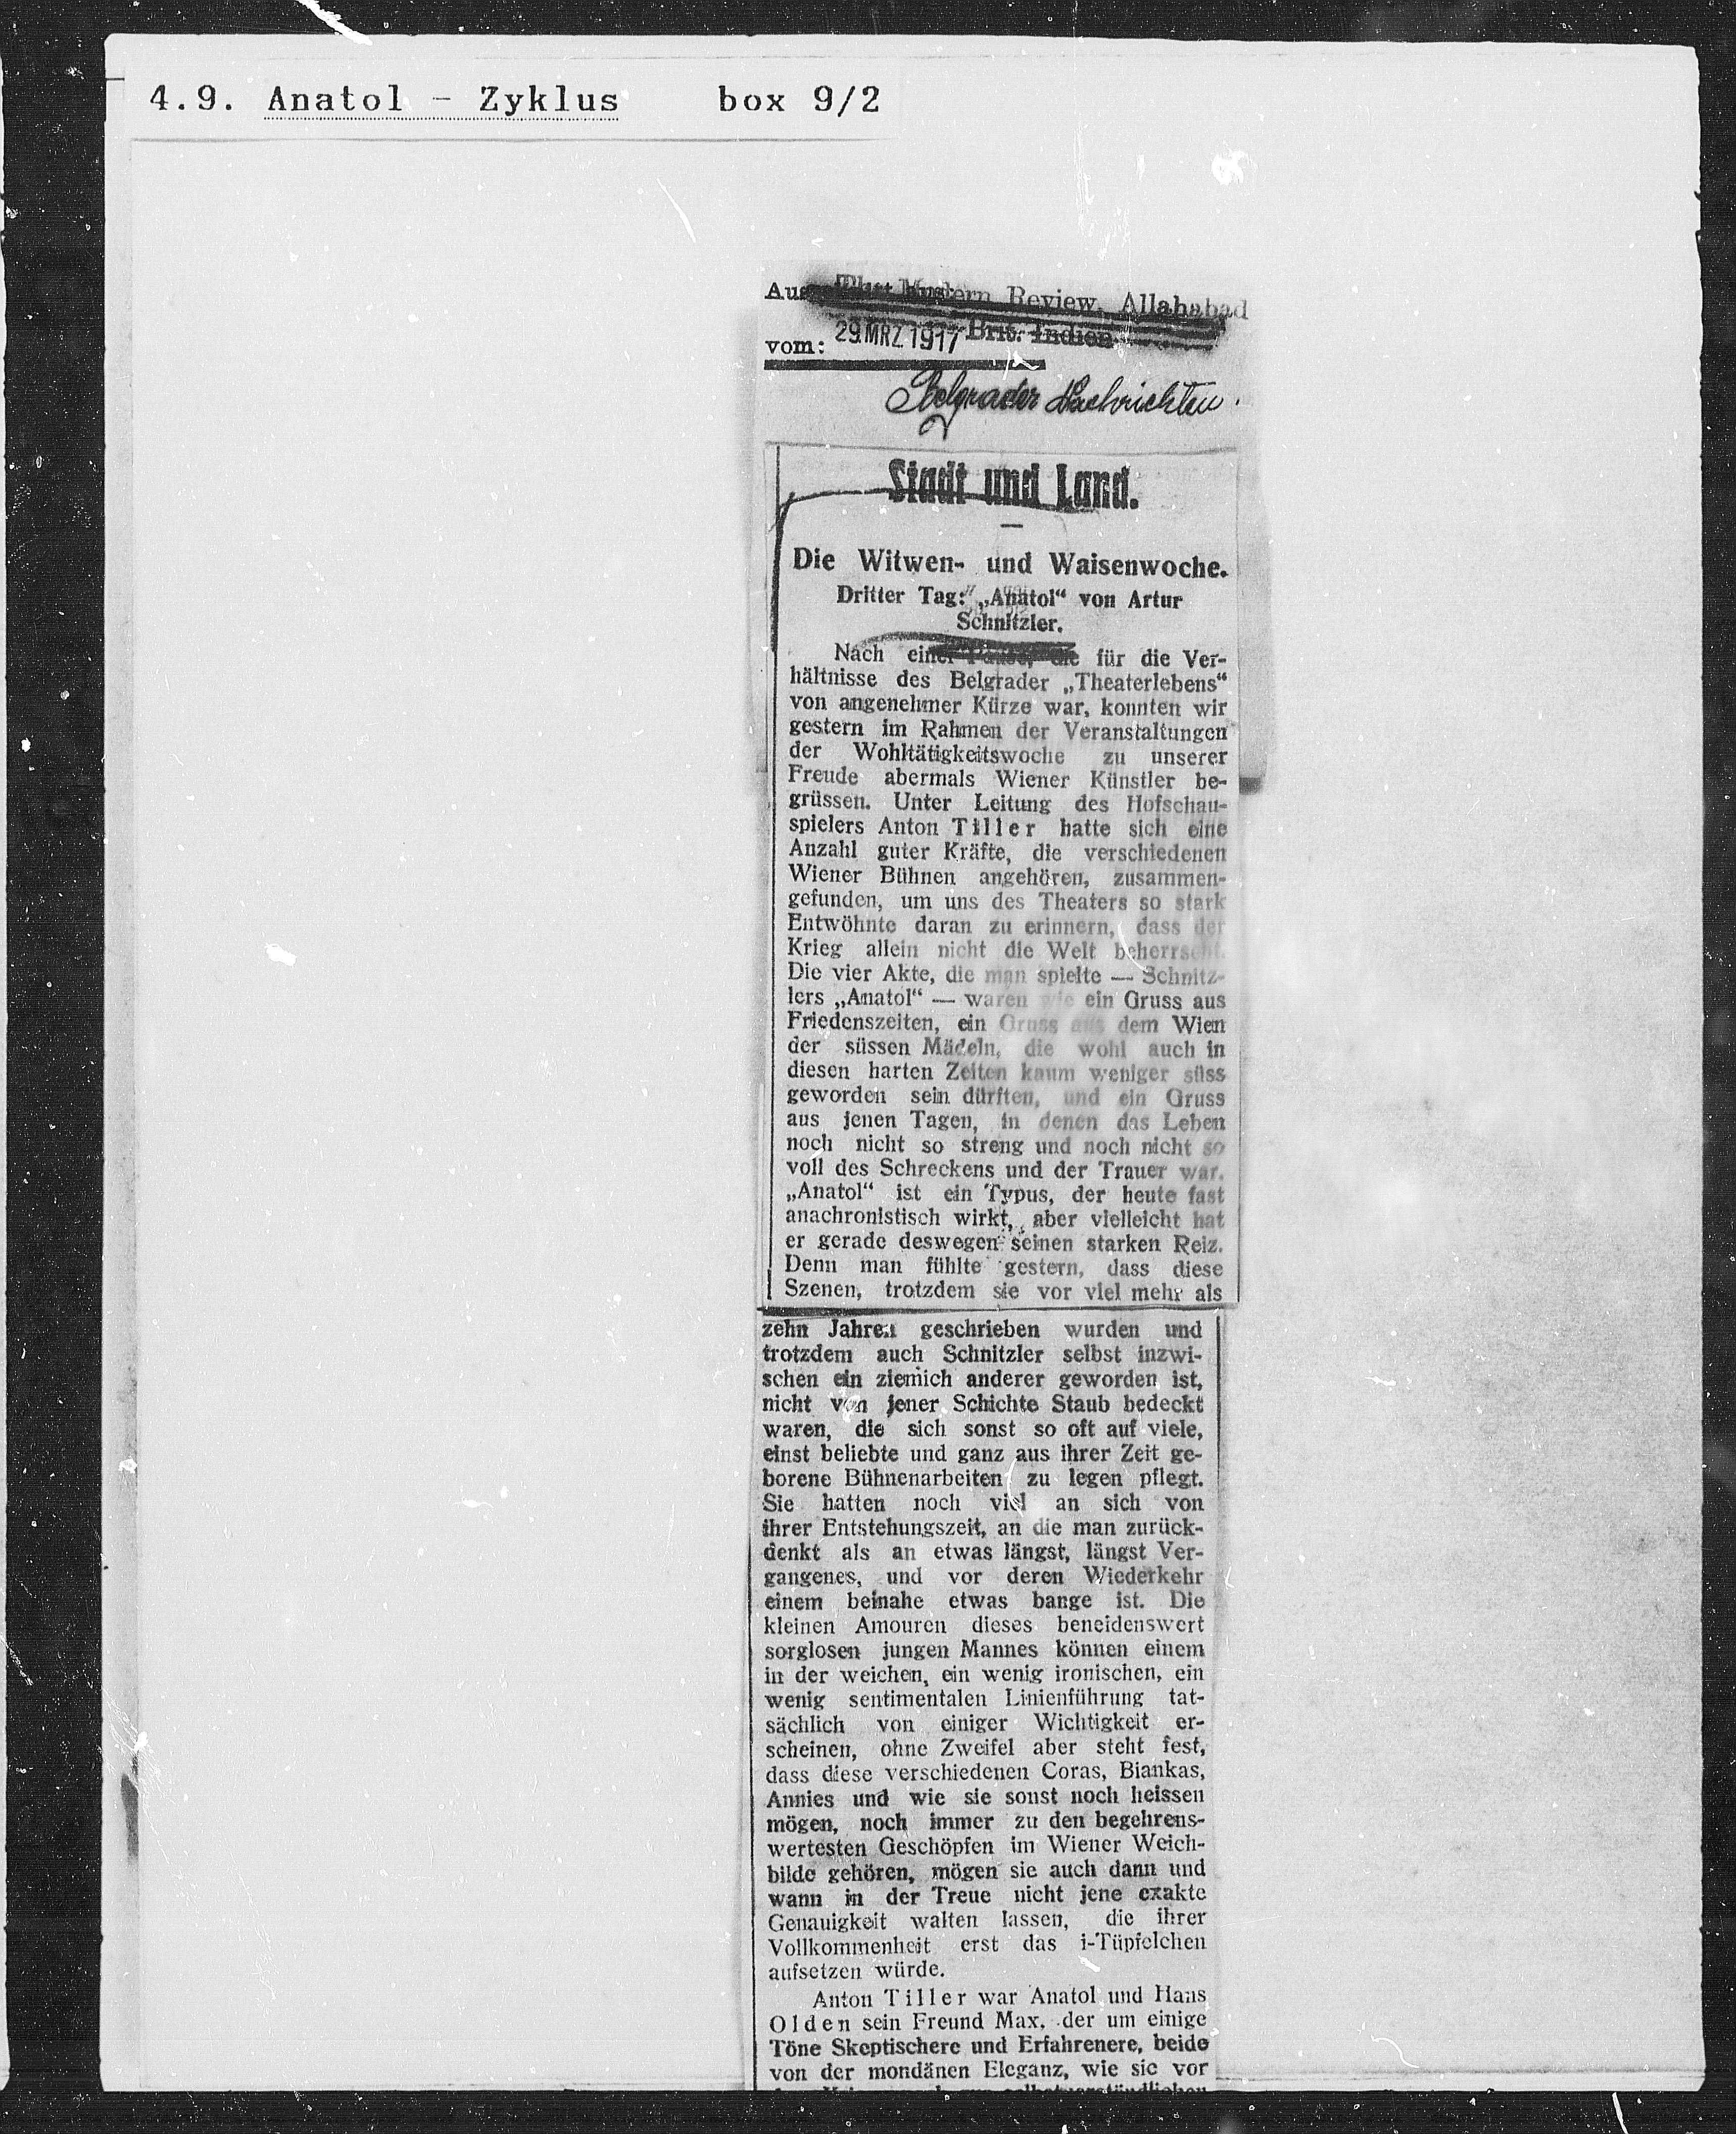 4.9. Anatol - Zyklus box 9/2
Modern Review, Allahabad
vom: 29. MRZ. 1917 Brit. Indien
Belgrader Nachrichten.
Stadt und Land.
—
Die Witwen- und Waisenwoche.
Dritter Tag: „Anatol“ von Artur
Schnitzler.
Nach einer Pause, die für die Ver-
hältnisse des Belgrader „Theaterlebens“
von angenehmer Kürze war, konnten wir
gestern im Rahmen der Veranstaltungen
der Wohltätigkeitswoche zu unserer
Freude abermals Wiener Künstler be-
grüssen. Unter Leitung des Hofschau-
spielers Anton Tiller hatte sich eine
Anzahl guter Kräfte, die verschiedenen
Wiener Bühnen angehören, zusammen-
gefunden, um uns des Theaters so stark
Entwöhnte daran zu erinnern, dass der
Krieg allein nicht die Welt beherrscht.
Die vier Akte, die man spielte — Schnitz-
lers „Anatol“ — waren wie ein Gruss aus
Friedenszeiten, ein Gruss aus dem Wien
der süssen Mädeln, die wohl auch in
diesen harten Zeiten kaum weniger süss
geworden sein dürften, und ein Gruss
aus jenen Tagen, in denen das Leben
noch nicht so streng und noch nicht so
voll des Schreckens und der Trauer war.
„Anatol“ ist ein Typus, der heute fast
anachronistisch wirkt, aber vielleicht hat
er gerade deswegen seinen starken Reiz.
Denn man fühlte gestern, dass diese
Szenen, trotzdem sie vor viel mehr als
zehn Jahren geschrieben wurden und
trotzdem auch Schnitzler selbst inzwi-
schen ein ziemich anderer geworden ist,
nicht von jener Schichte Staub bedeckt
waren, die sich sonst so oft auf viele,
einst beliebte und ganz aus ihrer Zeit ge-
borene Bühnenarbeiten zu legen pflegt.
Sie hatten noch viel an sich von
ihrer Entstehungszeit, an die man zurück-
denkt als an etwas längst, längst Ver-
gangenes, und vor deren Wiederkehr
einem beinahe etwas bange ist. Die
kleinen Amouren dieses beneidenswert
sorglosen jungen Mannes können einem
in der weichen, ein wenig ironischen, ein
wenig sentimentalen Linienführung tat-
sächlich von einiger Wichtigkeit er-
scheinen, ohne Zweifel aber steht fest,
dass diese verschiedenen Coras, Biankas,
Annies und wie sie sonst noch heissen
mögen, noch immer zu den begehrens-
wertesten Geschöpfen im Wiener Weich-
bilde gehören, mögen sie auch dann und
wann in der Treue nicht jene exakte
Genauigkeit walten lassen, die ihrer
Vollkommenheit erst das i-Tüpfelchen
aufsetzen würde.
Anton Tiller war Anatol und Hans
Olden sein Freund Max, der um einige
Töne Skeptischere und Erfahrenere, beide
von der mondänen Eleganz, wie sie vor